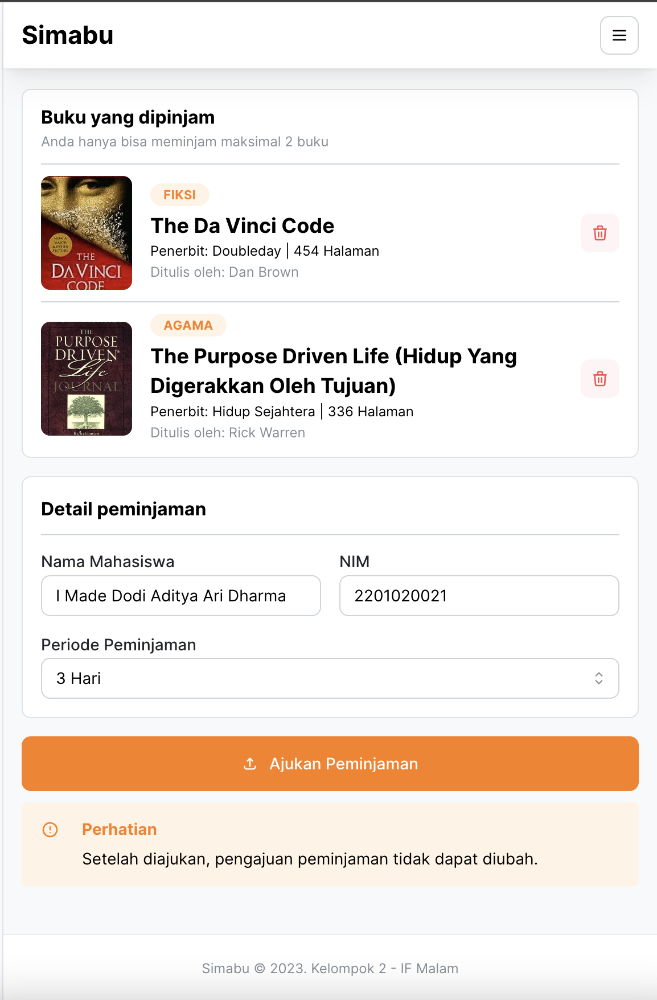 Simabu
Buku yang dipinjam
Anda hanya bisa meminjam maksimal 2 buku
NOW A
MAJOR
MOTION
PICTURE
THE
DA VINCI
CODE
FIKSI
The Da Vinci Code
Penerbit: Doubleday | 454 Halaman
Ditulis oleh: Dan Brown
THE
PURPOSE
DRIVEN®
Life
JOURNAL
Reflections on
AGAMA
The Purpose Driven Life (Hidup Yang
Digerakkan Oleh Tujuan)
Penerbit: Hidup Sejahtera | 336 Halaman
Ditulis oleh: Rick Warren
Detail peminjaman
Nama Mahasiswa
I Made Dodi Aditya Ari Dharma
NIM
2201020021
Periode Peminjaman
3 Hari
Ajukan Peminjaman
Perhatian
Setelah diajukan, pengajuan peminjaman tidak dapat diubah.
Simabu © 2023. Kelompok 2 - IF Malam